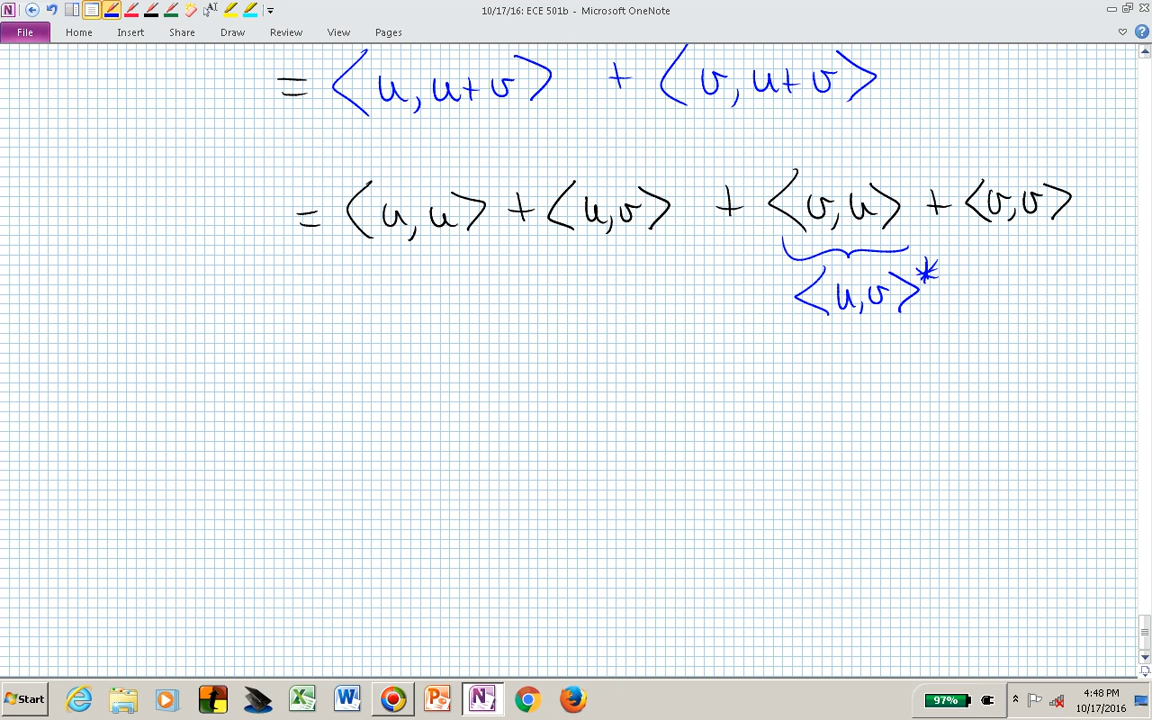 10/17/16: ECE 501b - Microsoft OneNote
File Home Insert Share Draw Review View Pages
= <u, u+v> + <v, u+v>
= <u,u> + <u,v> + <v,u> + <v,v>
<u,v>*
Start
97%
4:48 PM
10/17/2016